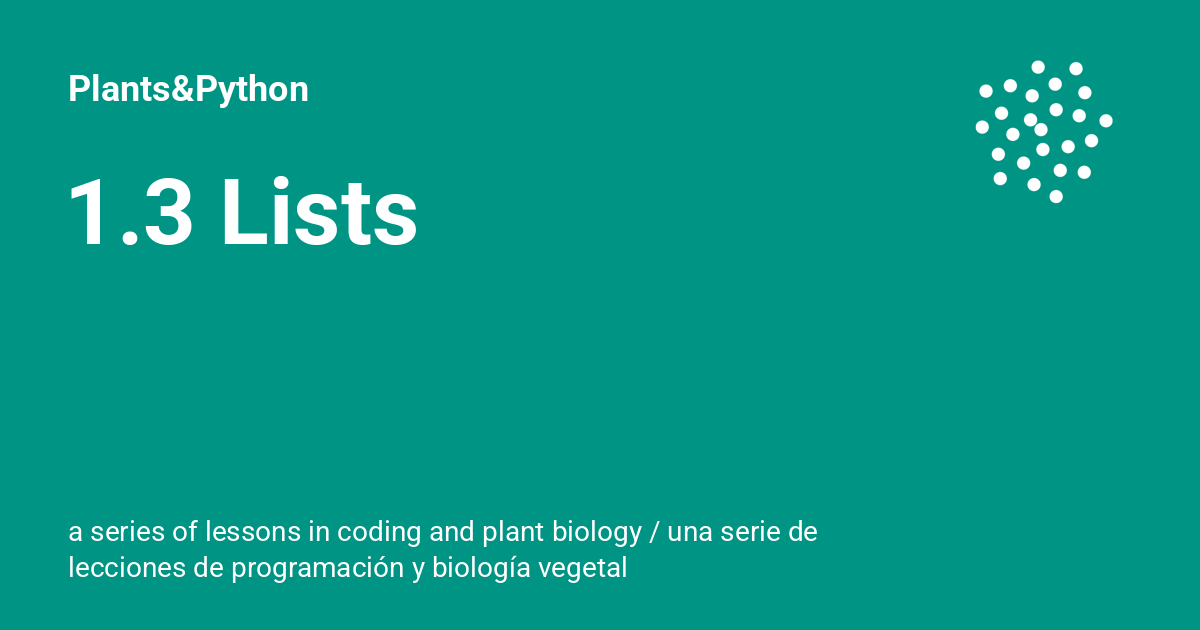 Plants&Python
1.3 Lists
a series of lessons in coding and plant biology / una serie de
lecciones de programación y biología vegetal